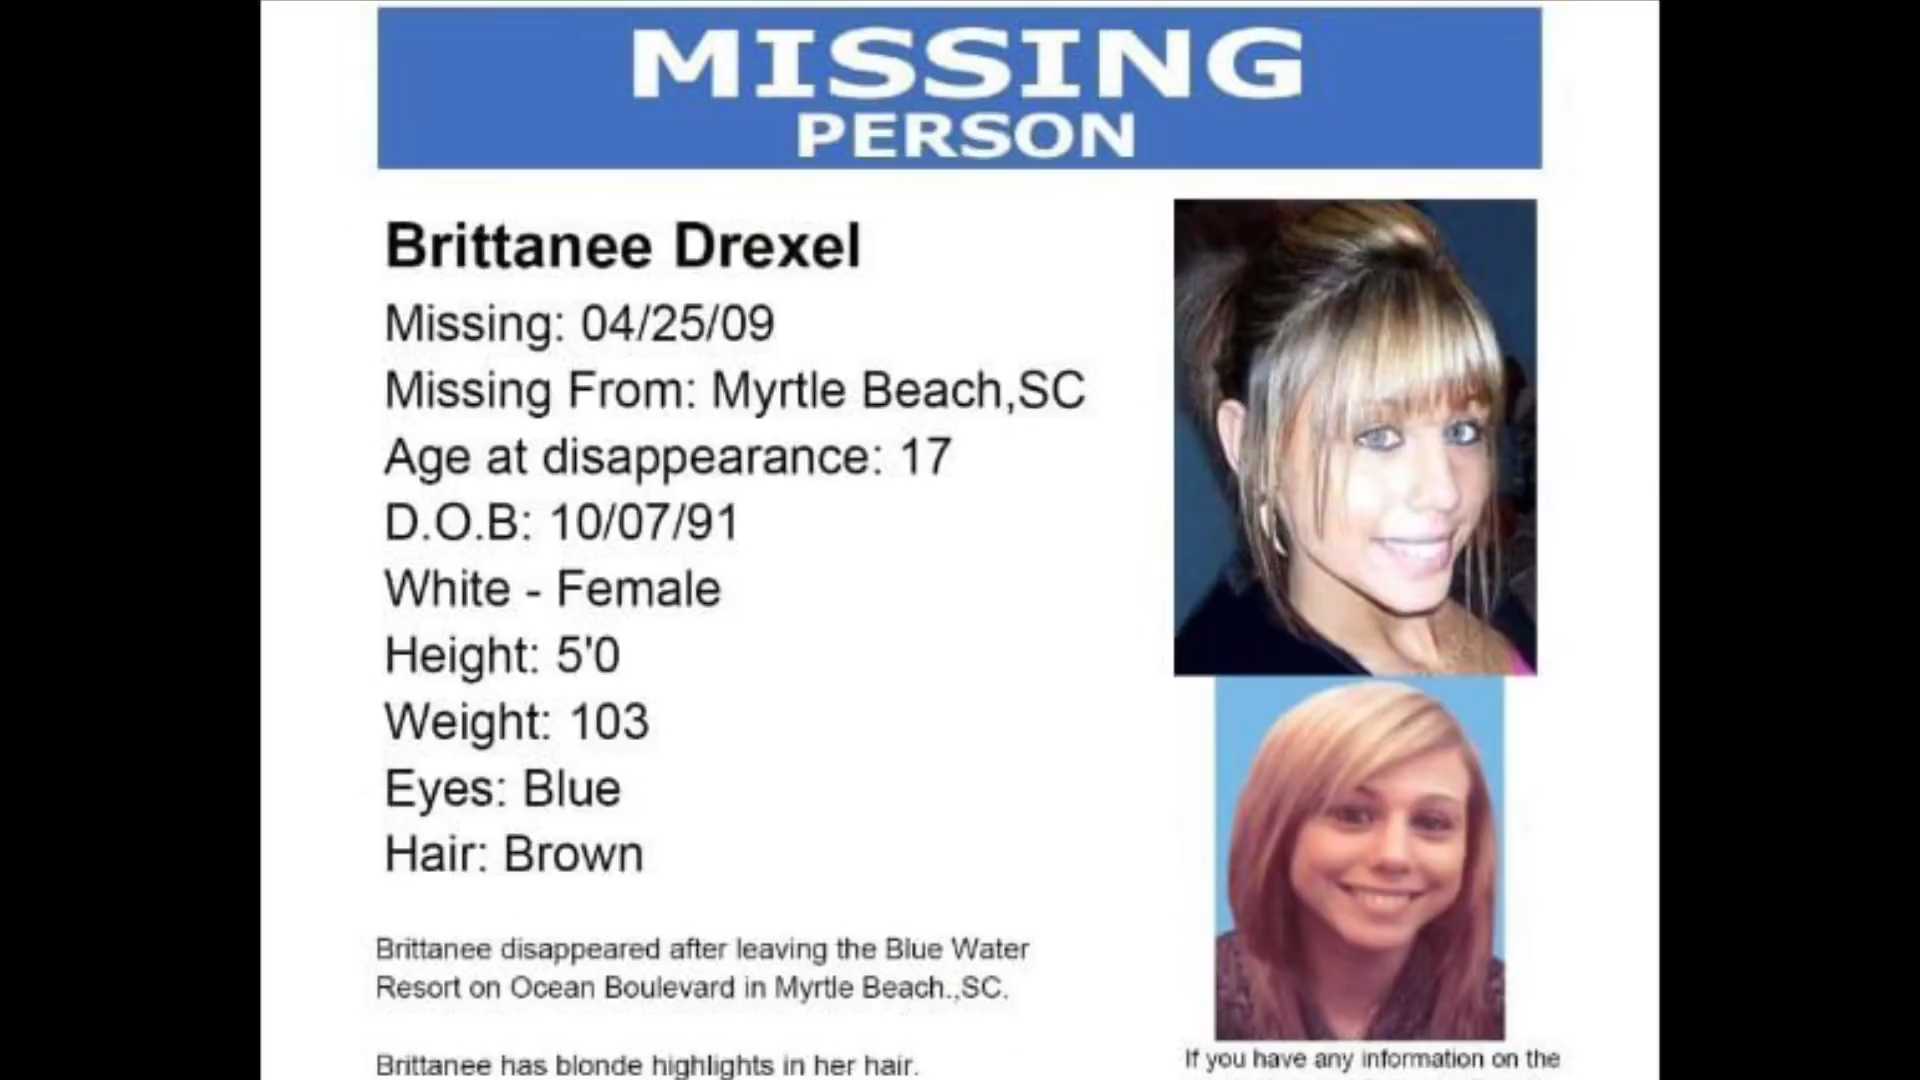 MISSING
PERSON
Brittanee Drexel
Missing: 04/25/09
Missing From: Myrtle Beach,SC
Age at disappearance: 17
D.O.B: 10/07/91
White - Female
Height: 5'0
Weight: 103
Eyes: Blue
Hair: Brown
Brittanee disappeared after leaving the Blue Water
Resort on Ocean Boulevard in Myrtle Beach.,SC.
Brittanee has blonde highlights in her hair.
If you have any information on the